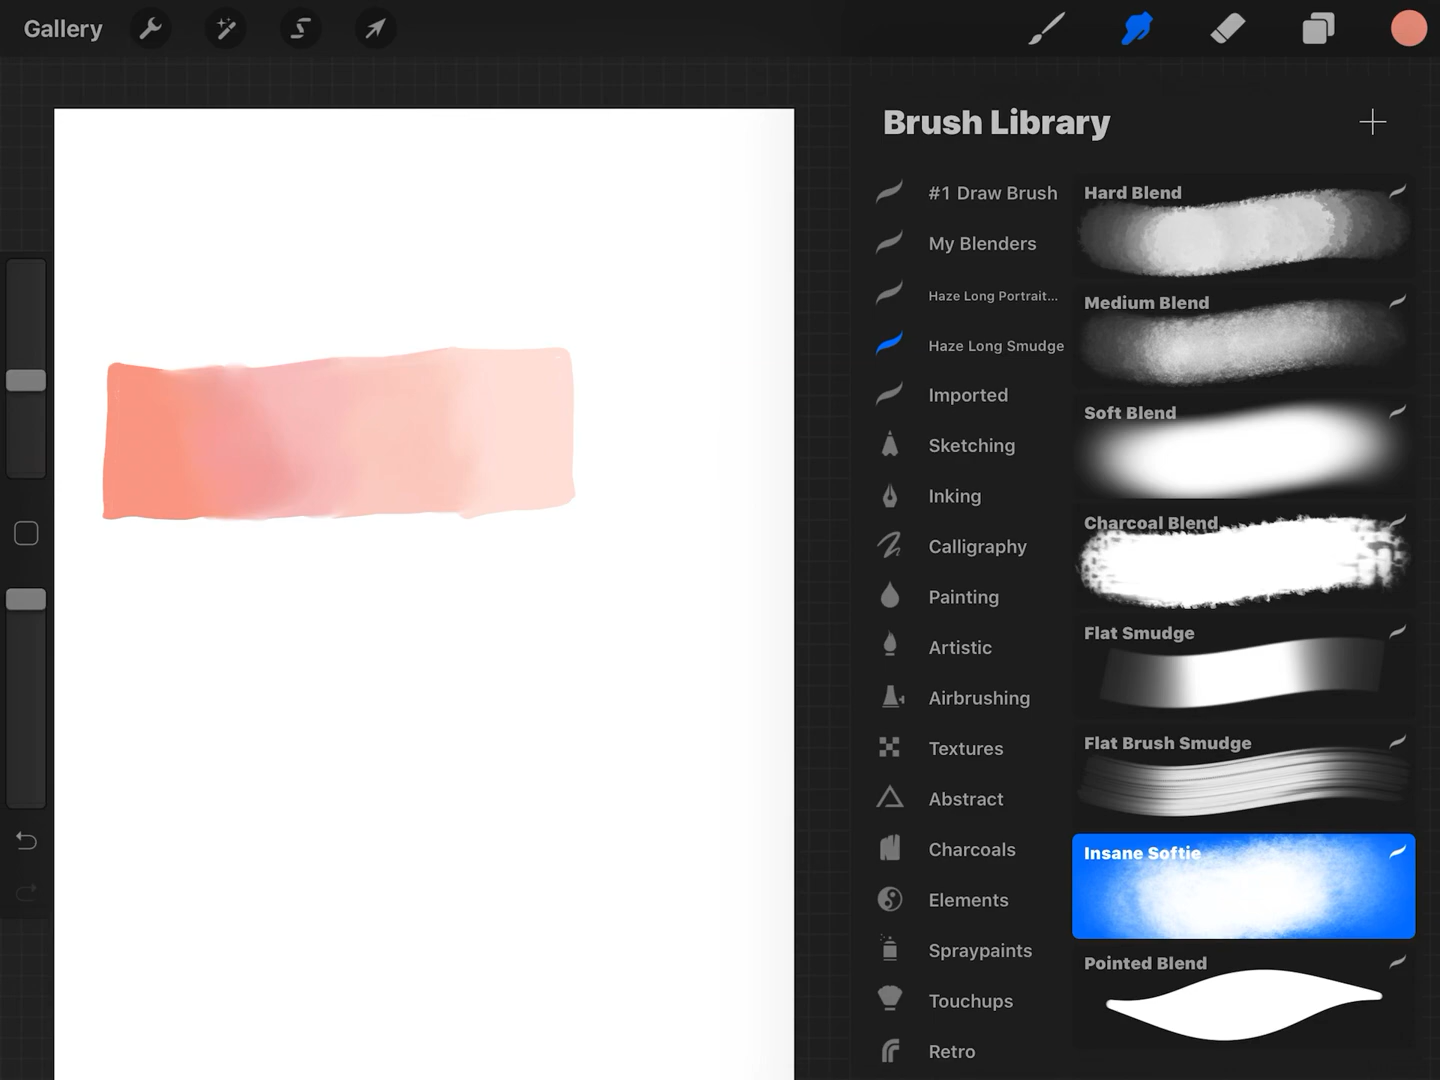 Gallery
Brush Library
#1 Draw Brush
My Blenders
Haze Long Portrait...
Haze Long Smudge
Imported
Sketching
Inking
Calligraphy
Painting
Artistic
Airbrushing
Textures
Abstract
Charcoals
Elements
Spraypaints
Touchups
Retro
Hard Blend
Medium Blend
Soft Blend
Charcoal Blend
Flat Smudge
Flat Brush Smudge
Insane Softie
Pointed Blend